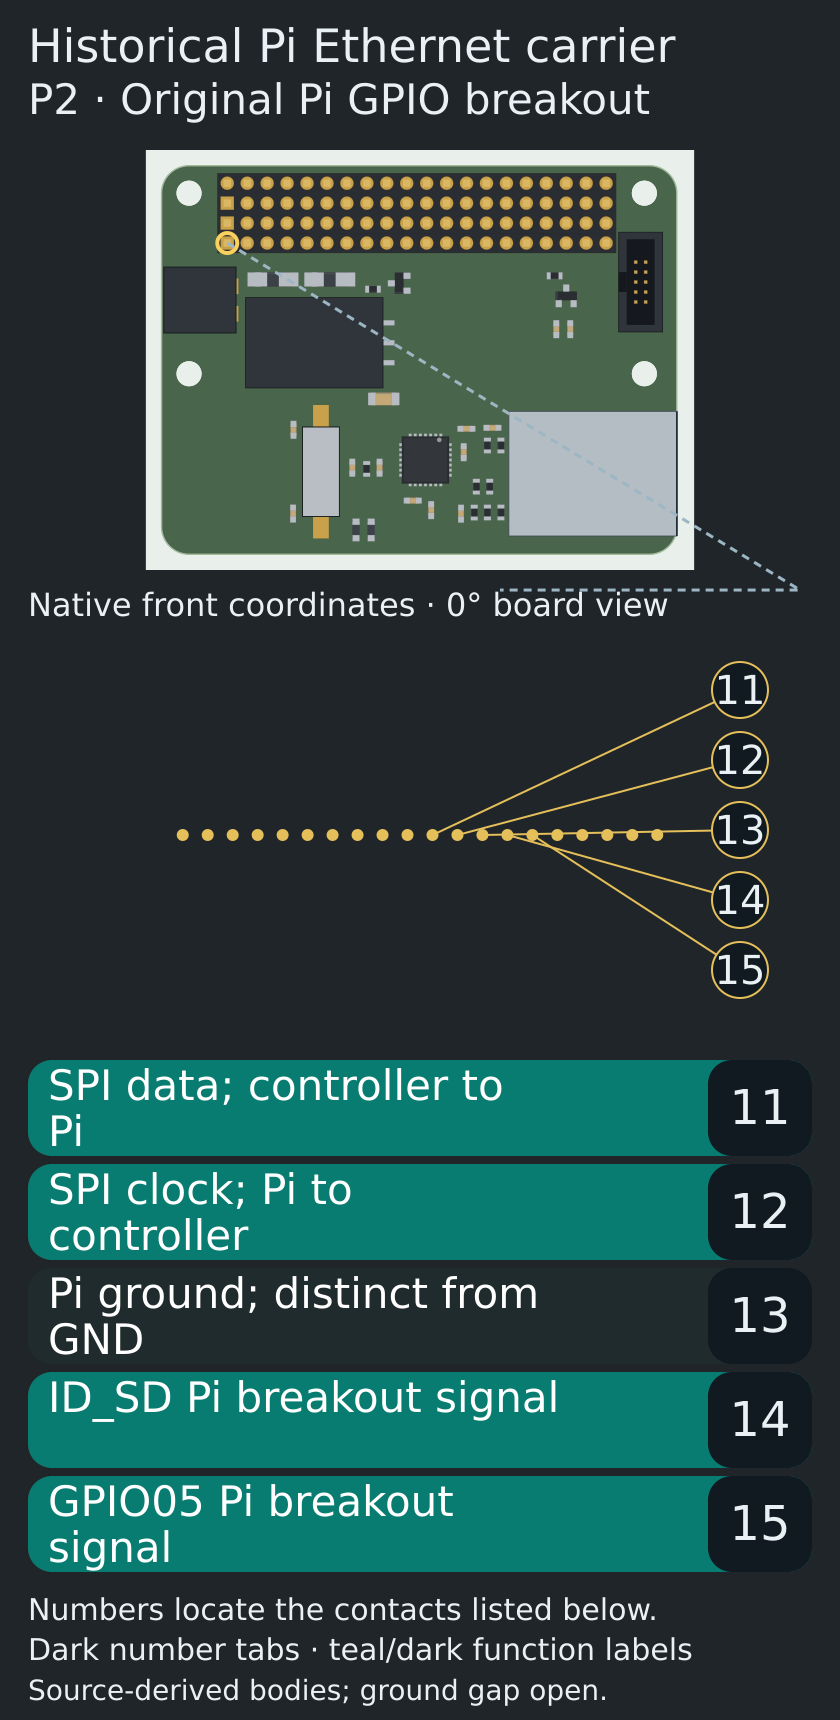 Historical Pi Ethernet carrier
P2 · Original Pi GPIO breakout
Native front coordinates · 0° board view
11
12
13
14
15
SPI data; controller to
Pi
11
SPI clock; Pi to
controller
12
Pi ground; distinct from
GND
13
ID_SD Pi breakout signal
14
GPIO05 Pi breakout
signal
15
Numbers locate the contacts listed below.
Dark number tabs · teal/dark function labels
Source-derived bodies; ground gap open.